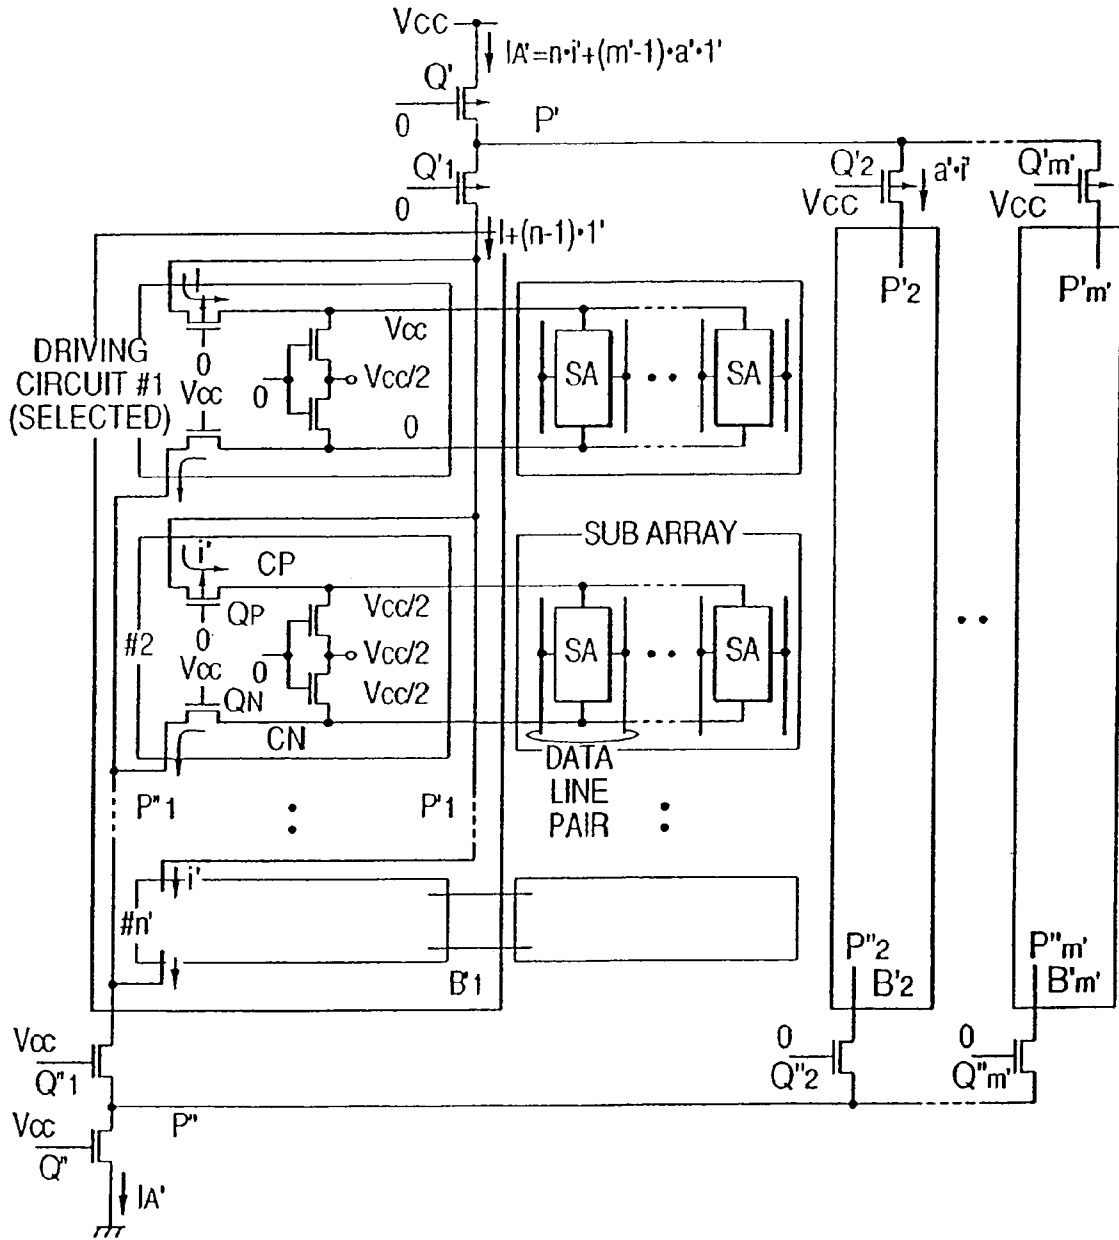 VCC
IA'=n•i'+(m'-1)•a'•1'
Q'
0
P'
Q'1
0
Q'2
a'•i'
VCC
Q'm'
VCC
I+(n-1)•1'
P'2
P'm'
I
DRIVING
CIRCUIT #1
(SELECTED)
0
VCC
VCC
0
VCC/2
0
SA
SA
SUB ARRAY
i'
CP
QP
0
VCC/2
#2
VCC
0
VCC/2
QN
VCC/2
CN
SA
SA
DATA
LINE
PAIR
P"1
P'1
i'
#n'
B'1
P"2
B'2
P"m'
B'm'
VCC
Q"1
0
Q"2
0
Q"m'
P"
VCC
Q"
IA'